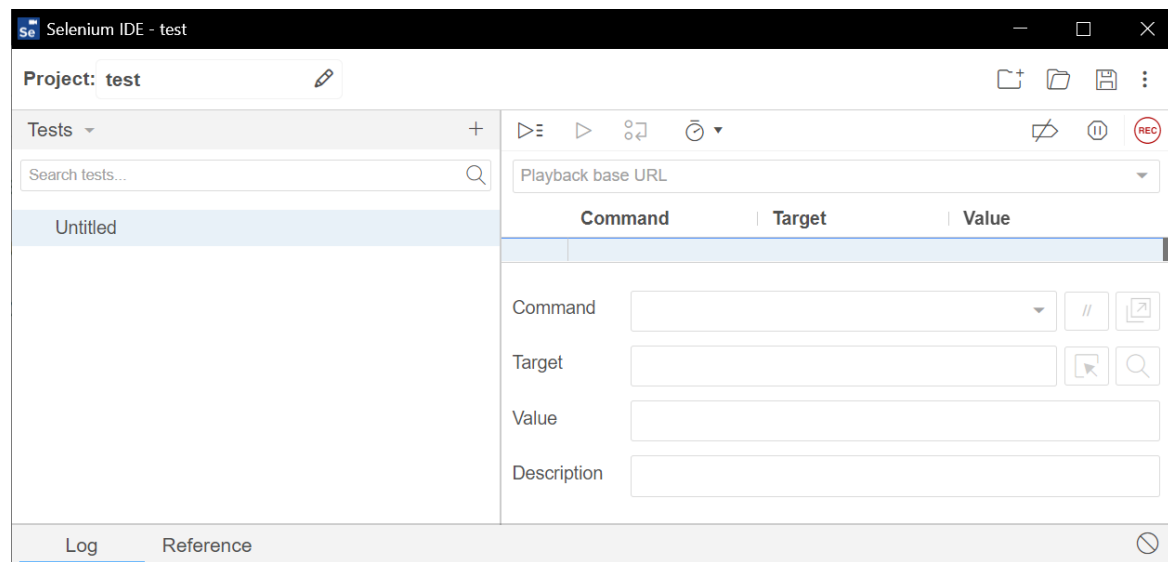 Se Selenium IDE - test
Project: test
Tests
REC
Search tests...
Playback base URL
Untitled
Command Target Value
Command
//
Target
Value
Description
Log Reference